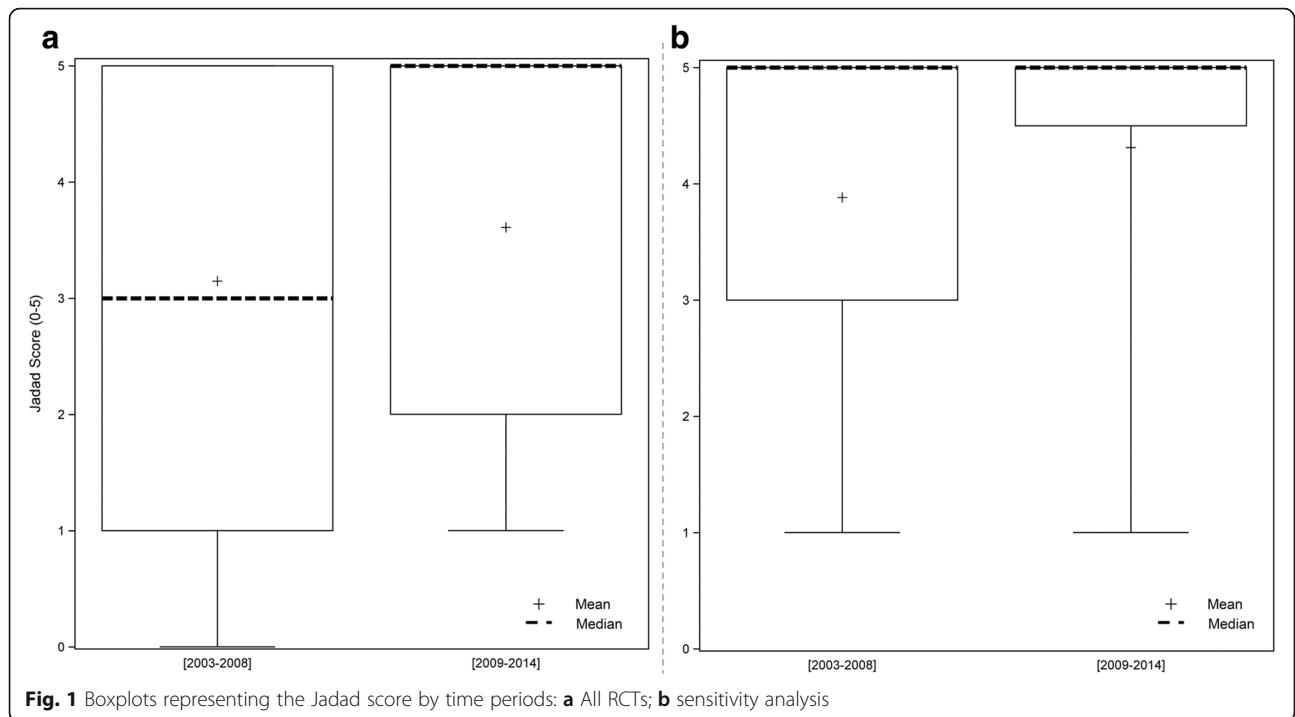 a
5
4
3
2
1
0
Jadad Score (0-5)
+ Mean
Median
[2003-2008] [2009-2014]
b
5
4
3
2
1
0
+ Mean
Median
[2003-2008] [2009-2014]
Fig. 1 Boxplots representing the Jadad score by time periods: a All RCTs; b sensitivity analysis